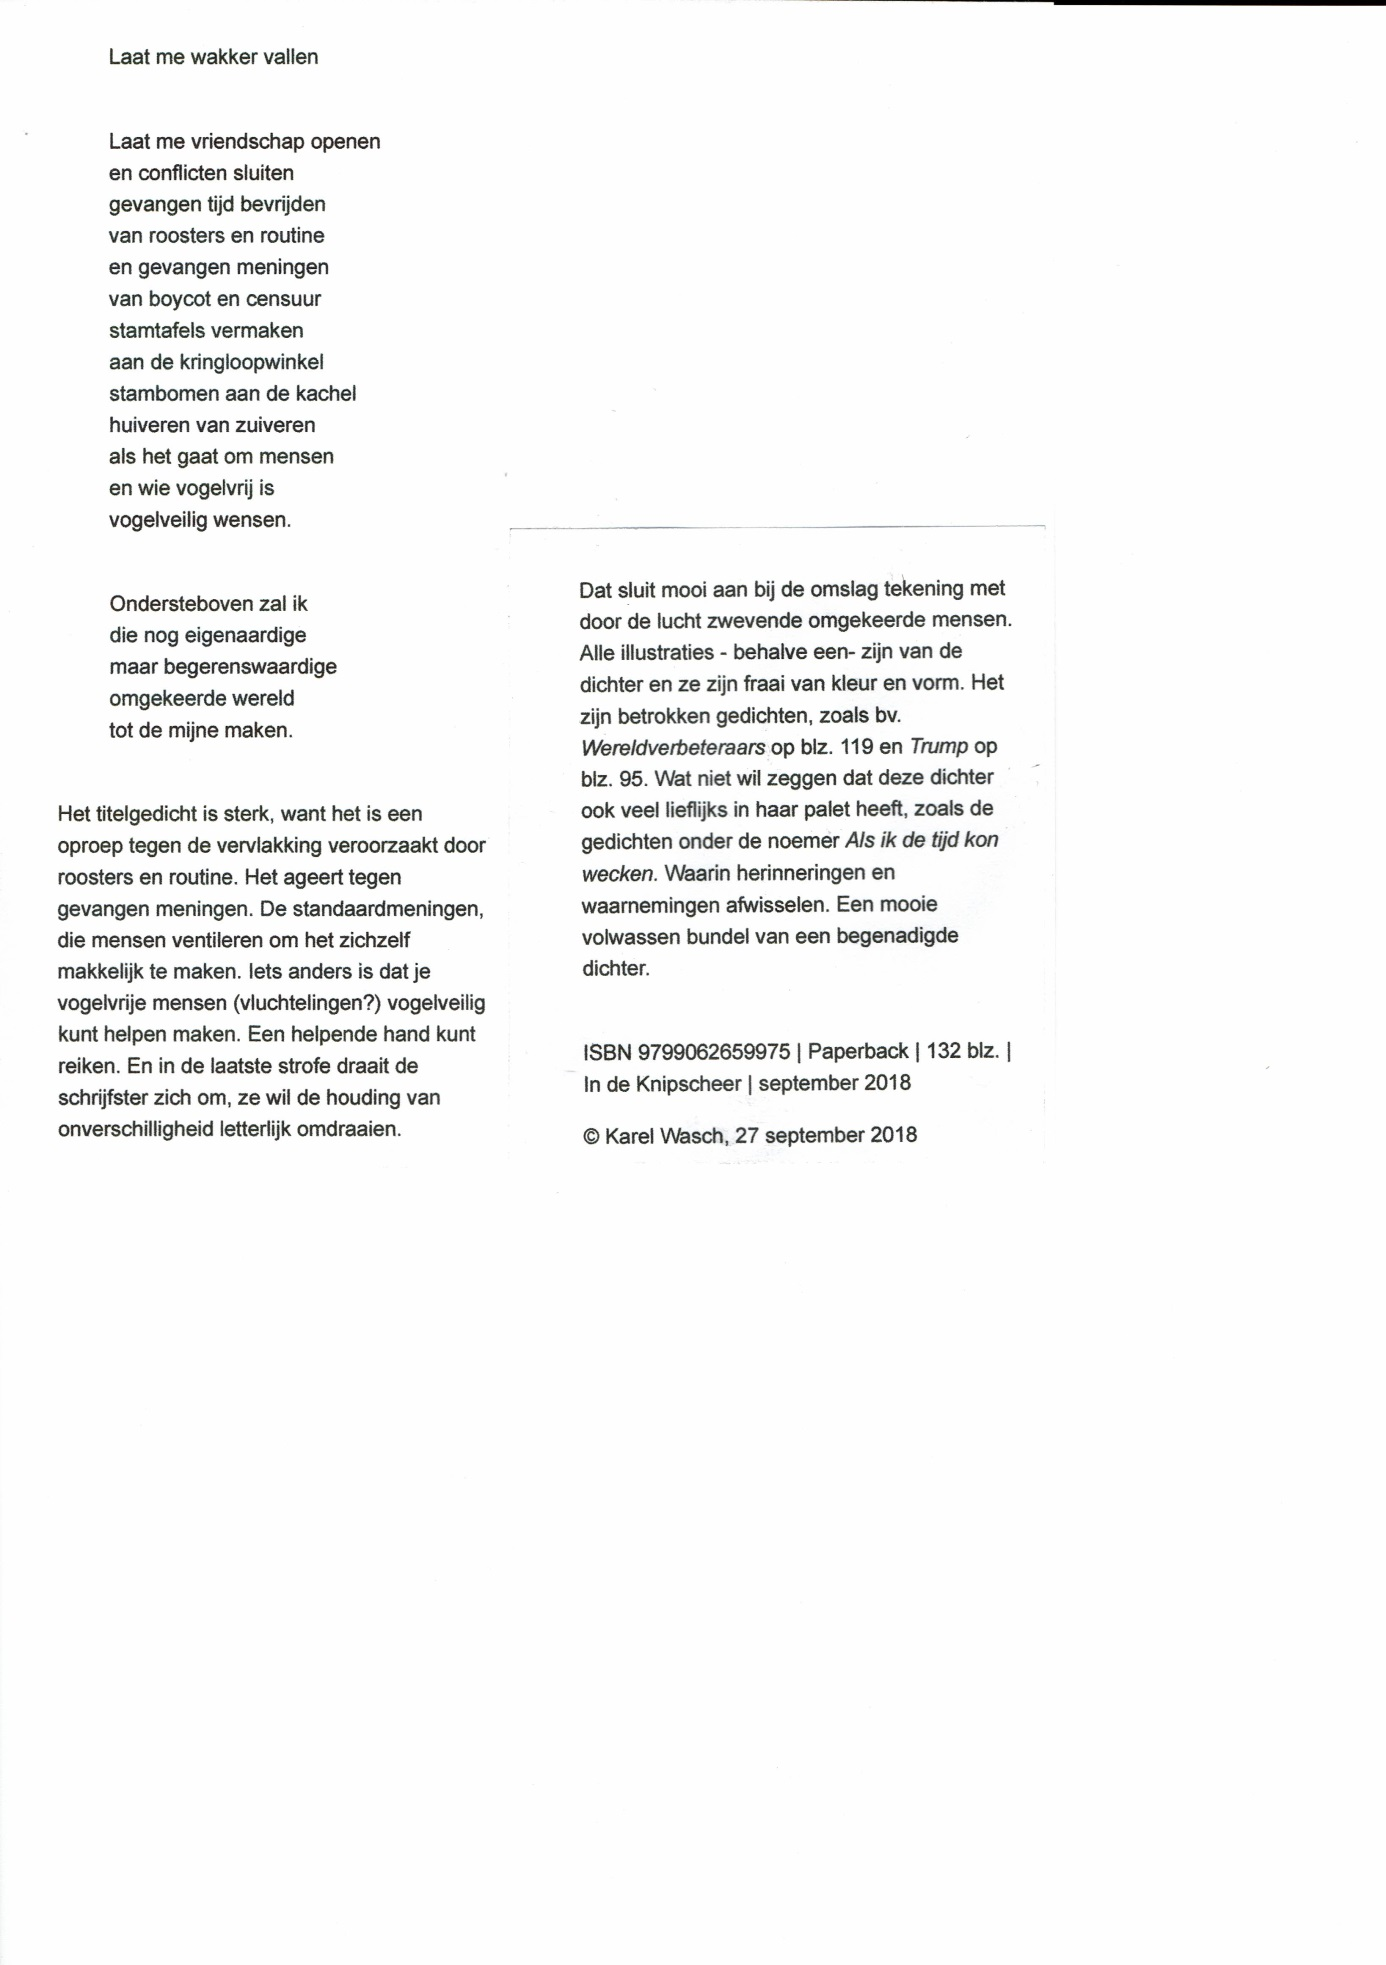 Laat me wakker vallen
Laat me vriendschap openen
en conflicten sluiten
gevangen tijd bevrijden
van roosters en routine
en gevangen meningen
van boycot en censuur
stamtafels vermaken
aan de kringloopwinkel
stambomen aan de kachel
huiveren van zuiveren
als het gaat om mensen
en wie vogelvrij is
vogelveilig wensen.
Ondersteboven zal ik
die nog eigenaardige
maar begerenswaardige
omgekeerde wereld
tot de mijne maken.
Het titelgedicht is sterk, want het is een
oproep tegen de vervlakking veroorzaakt door
roosters en routine. Het ageert tegen
gevangen meningen. De standaardmeningen,
die mensen ventileren om het zichzelf
makkelijk te maken. Iets anders is dat je
vogelvrije mensen (vluchtelingen?) vogelveilig
kunt helpen maken. Een helpende hand kunt
reiken. En in de laatste strofe draait de
schrijfster zich om, ze wil de houding van
onverschilligheid letterlijk omdraaien.
Dat sluit mooi aan bij de omslag tekening met
door de lucht zwevende omgekeerde mensen.
Alle illustraties - behalve een- zijn van de
dichter en ze zijn fraai van kleur en vorm. Het
zijn betrokken gedichten, zoals bv.
Wereldverbeteraars op blz. 119 en Trump op
blz. 95. Wat niet wil zeggen dat deze dichter
ook veel lieflijks in haar palet heeft, zoals de
gedichten onder de noemer Als ik de tijd kon
wecken. Waarin herinneringen en
waarnemingen afwisselen. Een mooie
volwassen bundel van een begenadigde
dichter.
ISBN 9799062659975 | Paperback | 132 blz. |
In de Knipscheer | september 2018
© Karel Wasch, 27 september 2018